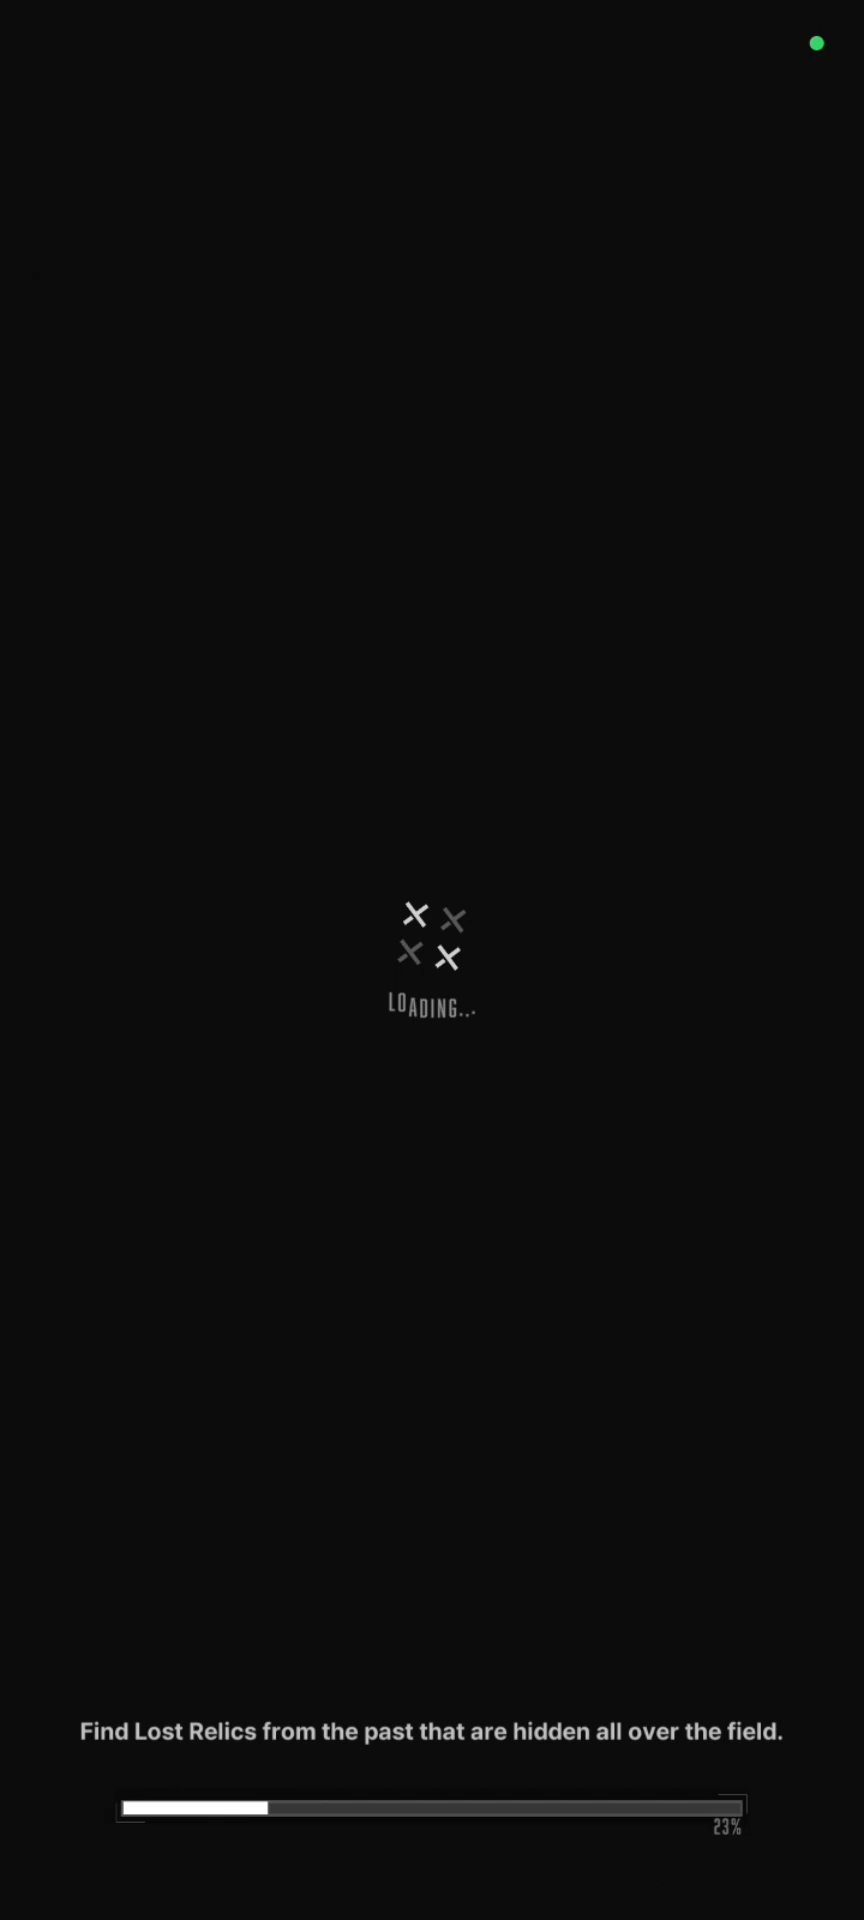 LOADING...
Find Lost Relics from the past that are hidden all over the field.
23%